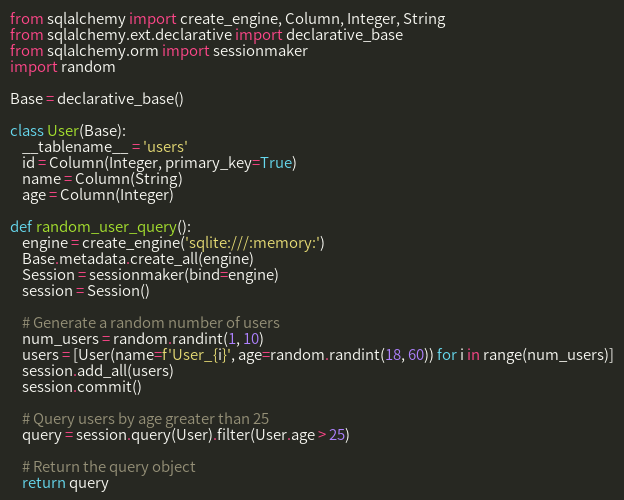 from sqlalchemy import create_engine, Column, Integer, String
from sqlalchemy.ext.declarative import declarative_base
from sqlalchemy.orm import sessionmaker
import random

Base = declarative_base()

class User(Base):
    __tablename__ = 'users'
    id = Column(Integer, primary_key=True)
    name = Column(String)
    age = Column(Integer)

def random_user_query():
    engine = create_engine('sqlite:///:memory:')
    Base.metadata.create_all(engine)
    Session = sessionmaker(bind=engine)
    session = Session()

    # Generate a random number of users
    num_users = random.randint(1, 10)
    users = [User(name=f'User_{i}', age=random.randint(18, 60)) for i in range(num_users)]
    session.add_all(users)
    session.commit()

    # Query users by age greater than 25
    query = session.query(User).filter(User.age > 25)

    # Return the query object
    return query